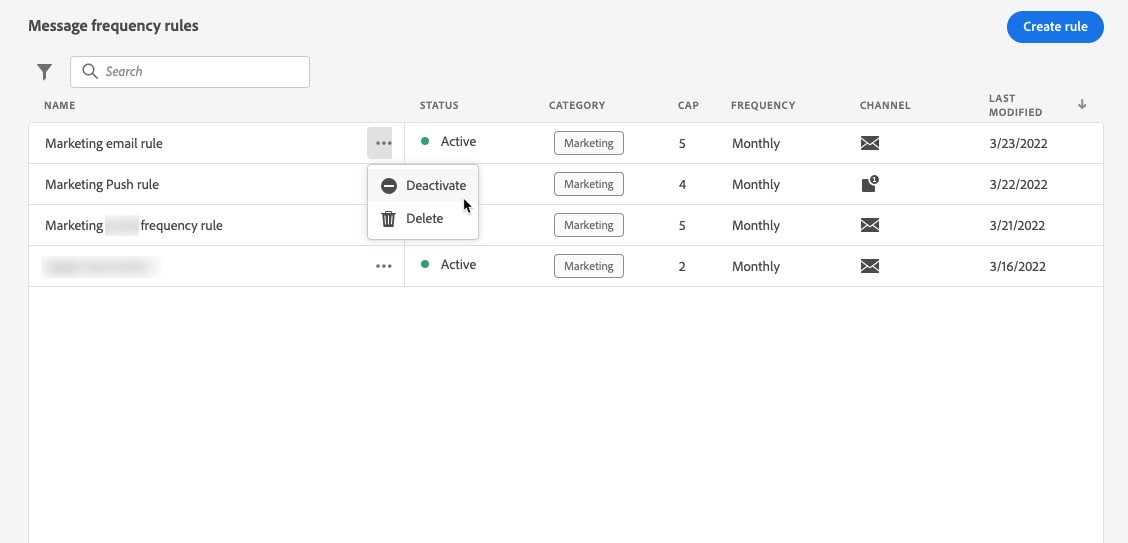 Message frequency rules
Create rule
Search
NAME STATUS CATEGORY CAP FREQUENCY CHANNEL LAST MODIFIED
Marketing email rule Active Marketing 5 Monthly 3/23/2022
Deactivate
Marketing Push rule Marketing 4 Monthly 1 3/22/2022
Delete
Marketing frequency rule Marketing 5 Monthly 3/21/2022
Active Marketing 2 Monthly 3/16/2022